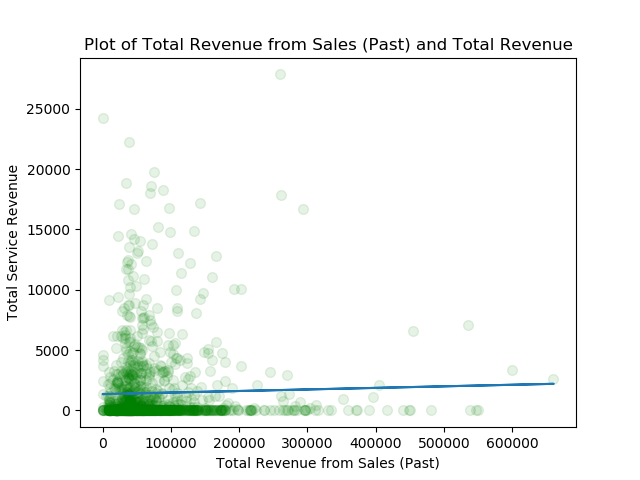 Plot of Total Revenue from Sales (Past) and Total Revenue
25000
20000
15000
10000
5000
0
Total Service Revenue
0 100000 200000 300000 400000 500000 600000
Total Revenue from Sales (Past)